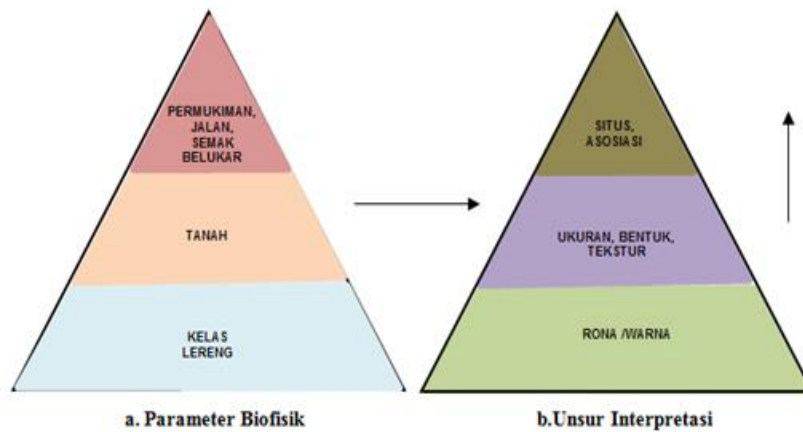 PERMUKIMAN,
JALAN,
SEMAK
BELUKAR
TANAH
KELAS
LERENG
a. Parameter Biofisik
SITUS,
ASOSIASI
UKURAN, BENTUK,
TEKSTUR
RONA /WARNA
b.Unsur Interpretasi